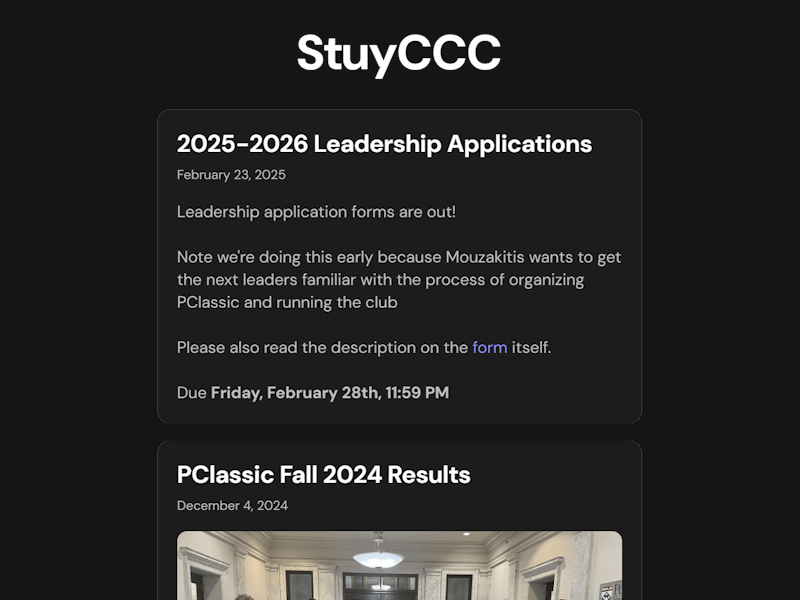 StuyCCC
2025-2026 Leadership Applications
February 23, 2025
Leadership application forms are out!
Note we're doing this early because Mouzakitis wants to get
the next leaders familiar with the process of organizing
PClassic and running the club
Please also read the description on the form itself.
Due Friday, February 28th, 11:59 PM
PClassic Fall 2024 Results
December 4, 2024